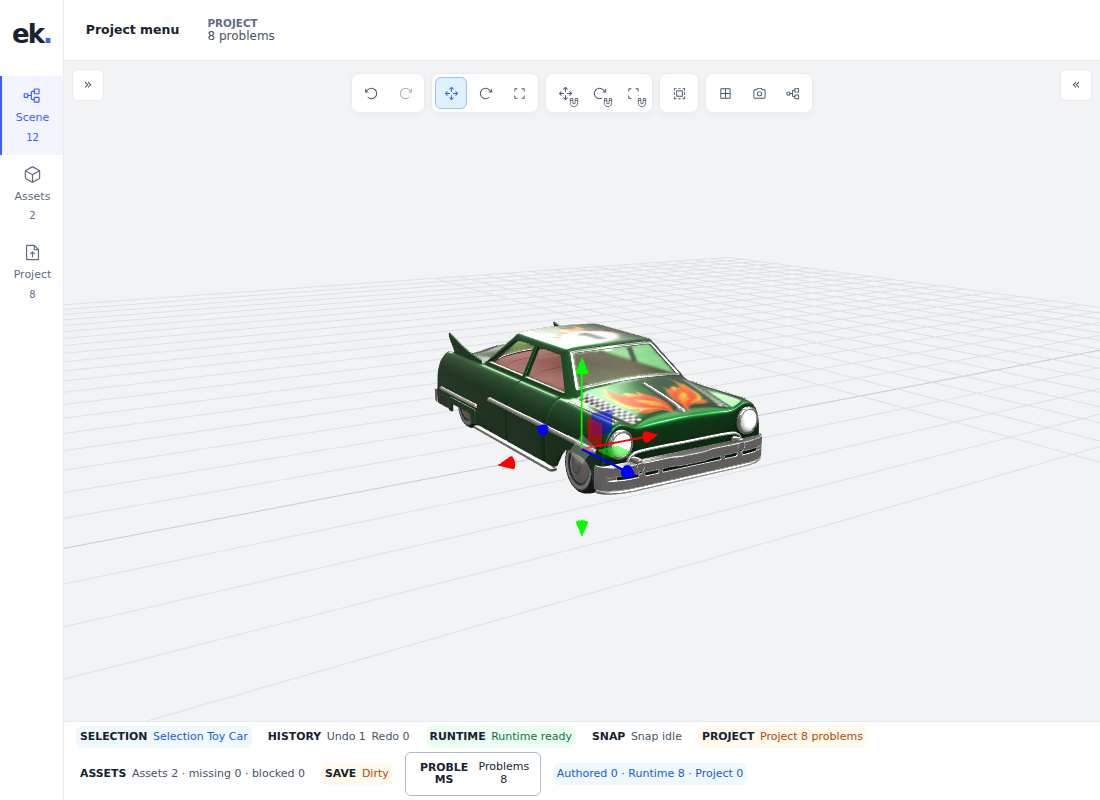 ek.
Project menu
PROJECT
8 problems
»
«
Scene
12
Assets
2
Project
8
SELECTION Selection Toy Car HISTORY Undo 1 Redo 0 RUNTIME Runtime ready SNAP Snap idle PROJECT Project 8 problems
ASSETS Assets 2 · missing 0 · blocked 0 SAVE Dirty
PROBLE
MS
Problems
8
Authored 0 · Runtime 8 · Project 0